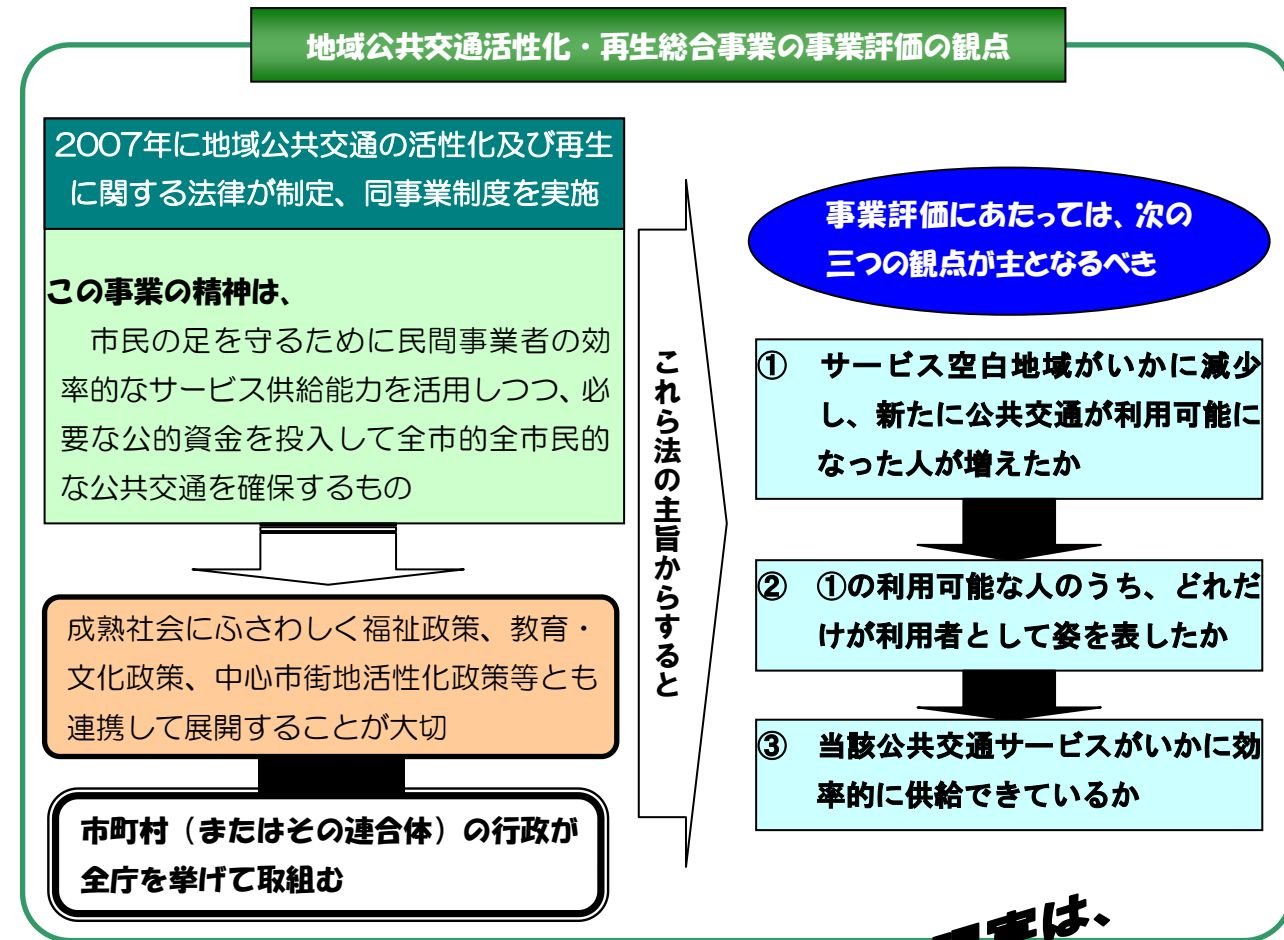 地域公共交通活性化・再生総合事業の事業評価の観点
2007年に地域公共交通の活性化及び再生
に関する法律が制定、同事業制度を実施
この事業の精神は、
市民の足を守るために民間事業者の効
率的なサービス供給能力を活用しつつ、必
要な公的資金を投入して全市的全市民的
な公共交通を確保するもの
成熟社会にふさわしく福祉政策、教育・
文化政策、中心市街地活性化政策等とも
連携して展開することが大切
市町村（またはその連合体）の行政が
全庁を挙げて取組む
これら法の主旨からすると
事業評価にあたっては、次の
三つの観点が主となるべき
① サービス空白地域がいかに減少
し、新たに公共交通が利用可能に
なった人が増えたか
② ①の利用可能な人のうち、どれだ
けが利用者として姿を表したか
③ 当該公共交通サービスがいかに効
率的に供給できているか
実は、